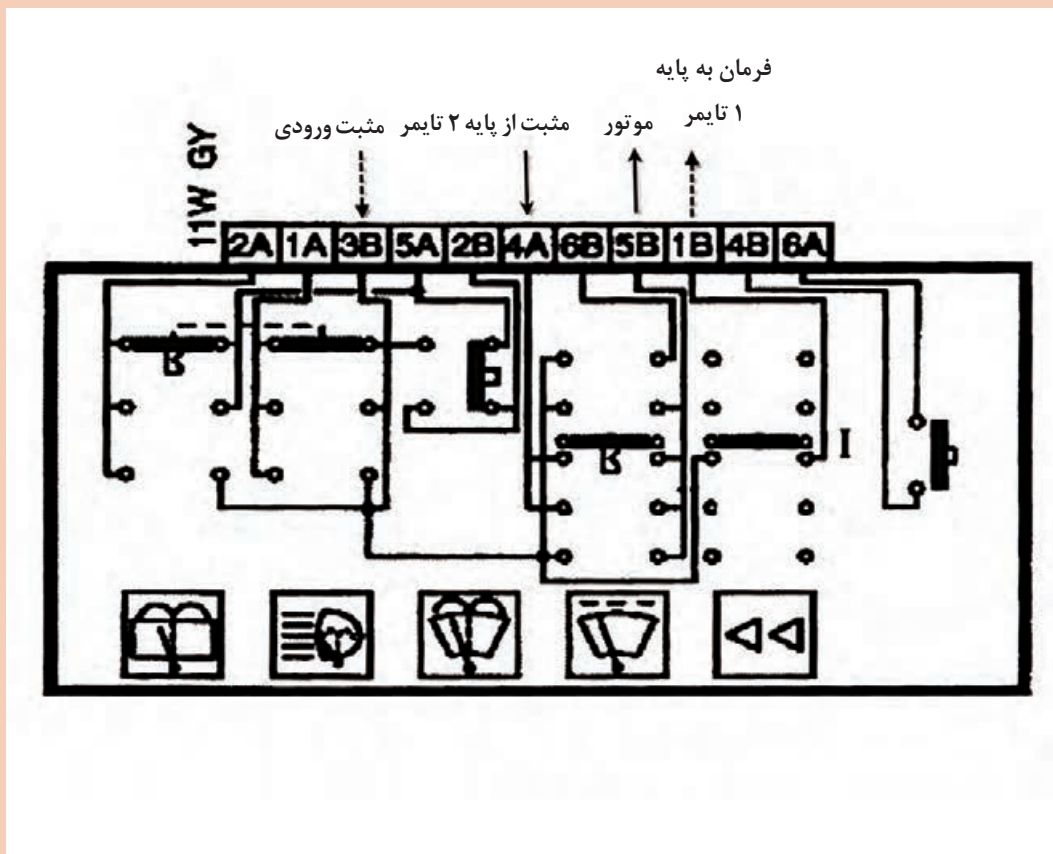 فرمان به پایه
۱ تایمر
موتور
مثبت از پایه ۲ تایمر
مثبت ورودی
11W GY
2A 1A 3B 5A 2B 4A 6B 5B 1B 4B 6A
I